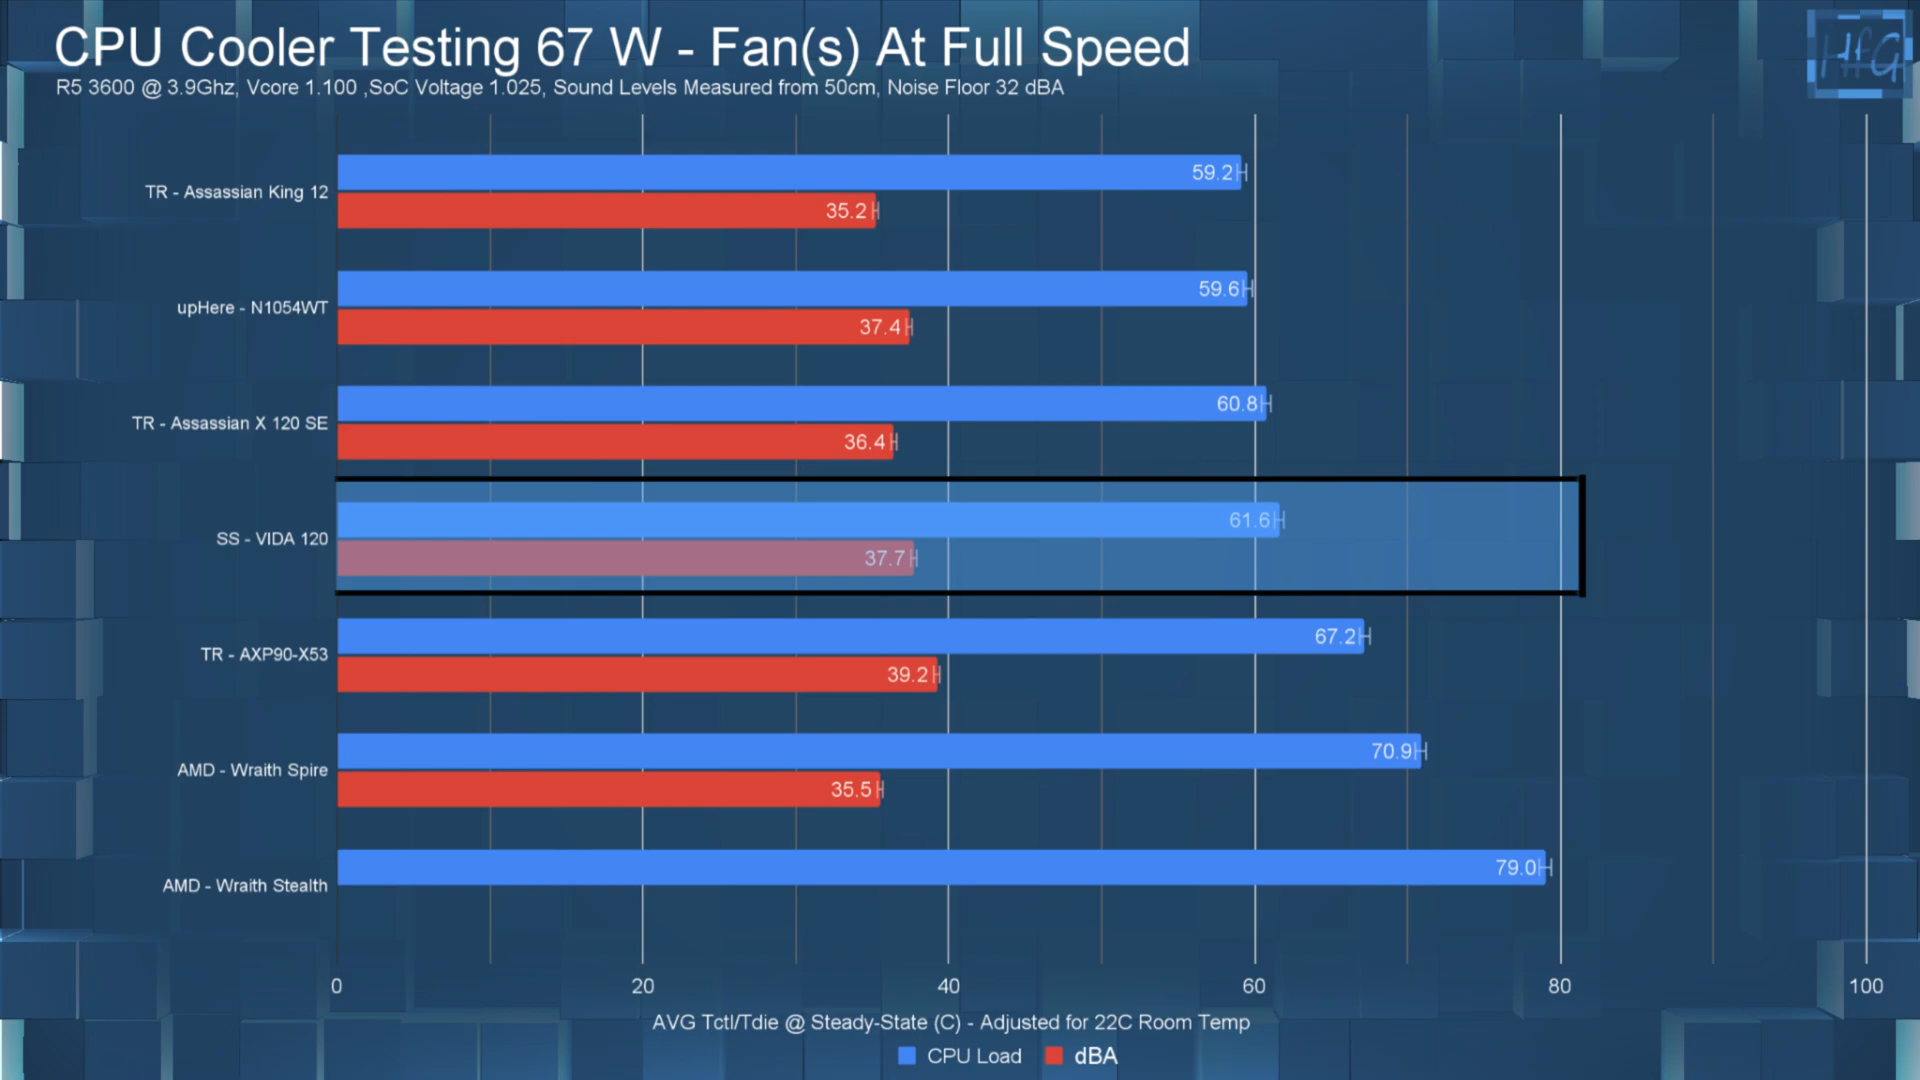 CPU Cooler Testing 67 W - Fan(s) At Full Speed
R5 3600 @ 3.9Ghz, Vcore 1.100 ,SoC Voltage 1.025, Sound Levels Measured from 50cm, Noise Floor 32 dBA
HfG
TR - Assassian King 12
59.2
35.2
upHere - N1054WT
59.6
37.4
TR - Assassian X 120 SE
60.8
36.4
SS - VIDA 120
61.6
37.7
TR - AXP90-X53
67.2
39.2
AMD - Wraith Spire
70.9
35.5
AMD - Wraith Stealth
79.0
0 20 40 60 80 100
AVG Tctl/Tdie @ Steady-State (C) - Adjusted for 22C Room Temp
CPU Load dBA